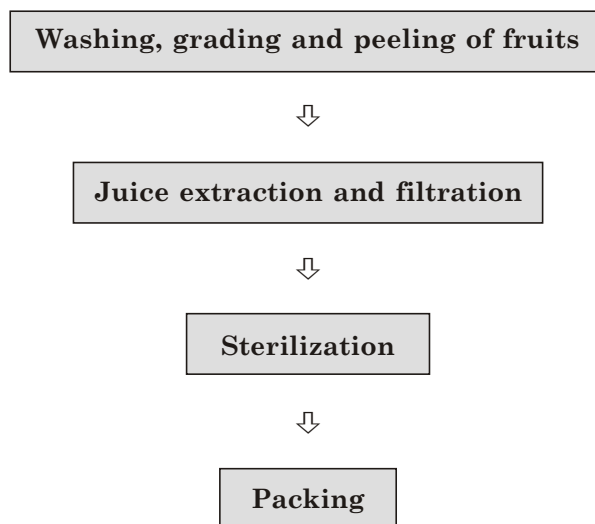 Washing, grading and peeling of fruits
Juice extraction and filtration
Sterilization
Packing